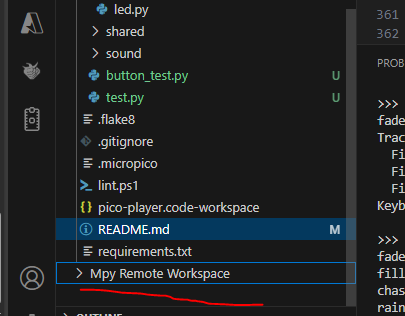 led.py
shared
sound
button_test.py U
test.py U
.flake8
.gitignore
.micropico
lint.ps1
{} pico-player.code-workspace
README.md M
requirements.txt
Mpy Remote Workspace
361
362
PROB
>>>
fade
Trac
Fi
Fi
Fi
Keyb
>>>
fade
fill
chas
rain